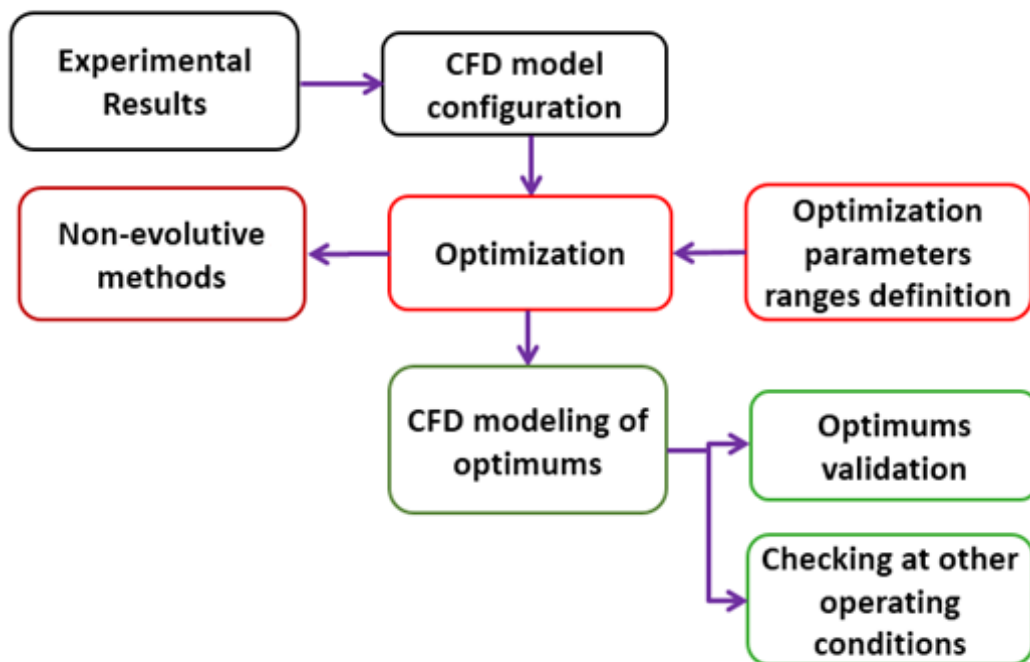 Experimental
Results
CFD model
configuration
Non-evolutive
methods
Optimization
Optimization
parameters
ranges definition
CFD modeling of
optimums
Optimums
validation
Checking at other
operating
conditions